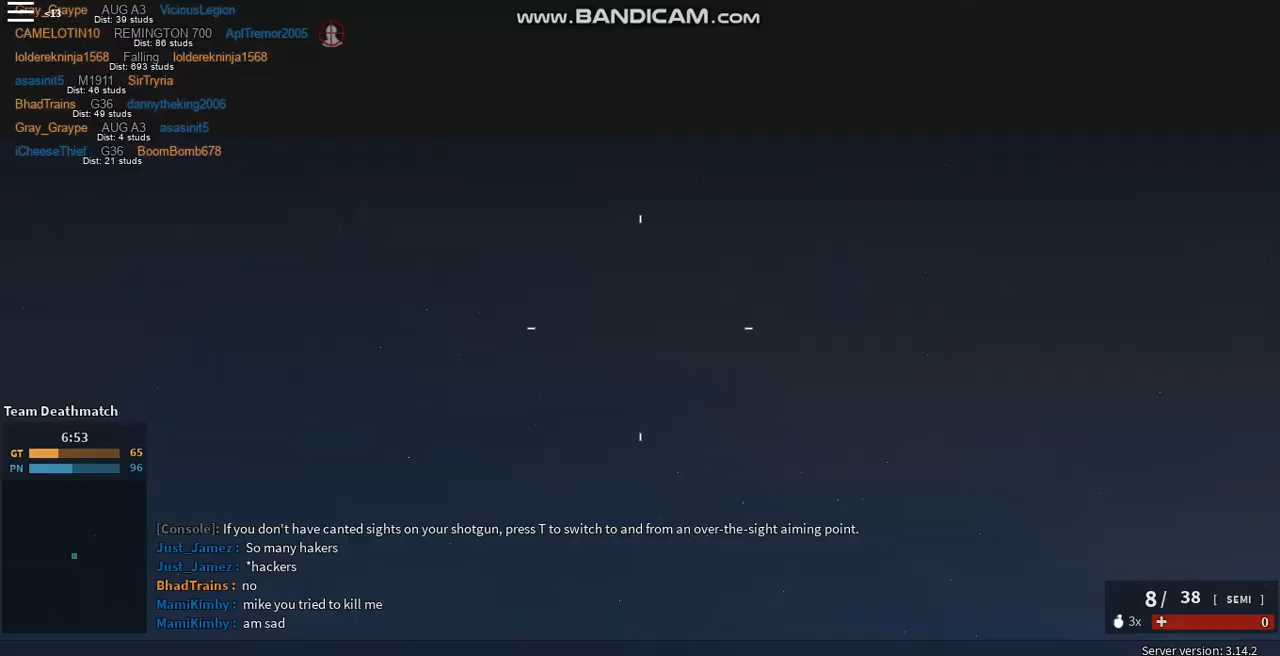 Gray_Graype AUG A3 ViciousLegion
Dist: 39 studs
www.BANDICAM.com
CAMELOTIN10 REMINGTON 700 AplTremor2005
Dist: 86 studs
lolderekninja1568 Falling lolderekninja1568
Dist: 693 studs
asasinit5 M1911 SirTryria
Dist: 46 studs
BhadTrains G36 dannytheking2006
Dist: 49 studs
Gray_Graype AUG A3 asasinit5
Dist: 4 studs
iCheeseThief G36 BoomBomb678
Dist: 21 studs
Team Deathmatch
6:53
GT 65
PN 96
[Console]: If you don't have canted sights on your shotgun, press T to switch to and from an over-the-sight aiming point.
Just_Jamez : So many hakers
Just_Jamez : *hackers
BhadTrains : no
MamiKimby : mike you tried to kill me
MamiKimby : am sad
8/ 38 [ SEMI ]
3x 0
Server version: 3.14.2